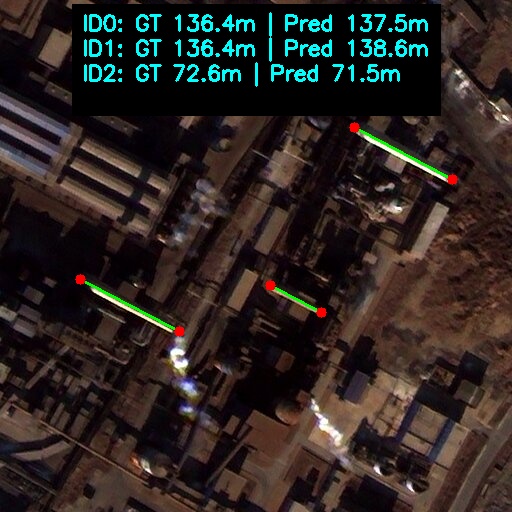 ID0: GT 136.4m | Pred 137.5m
ID1: GT 136.4m | Pred 138.6m
ID2: GT 72.6m | Pred 71.5m